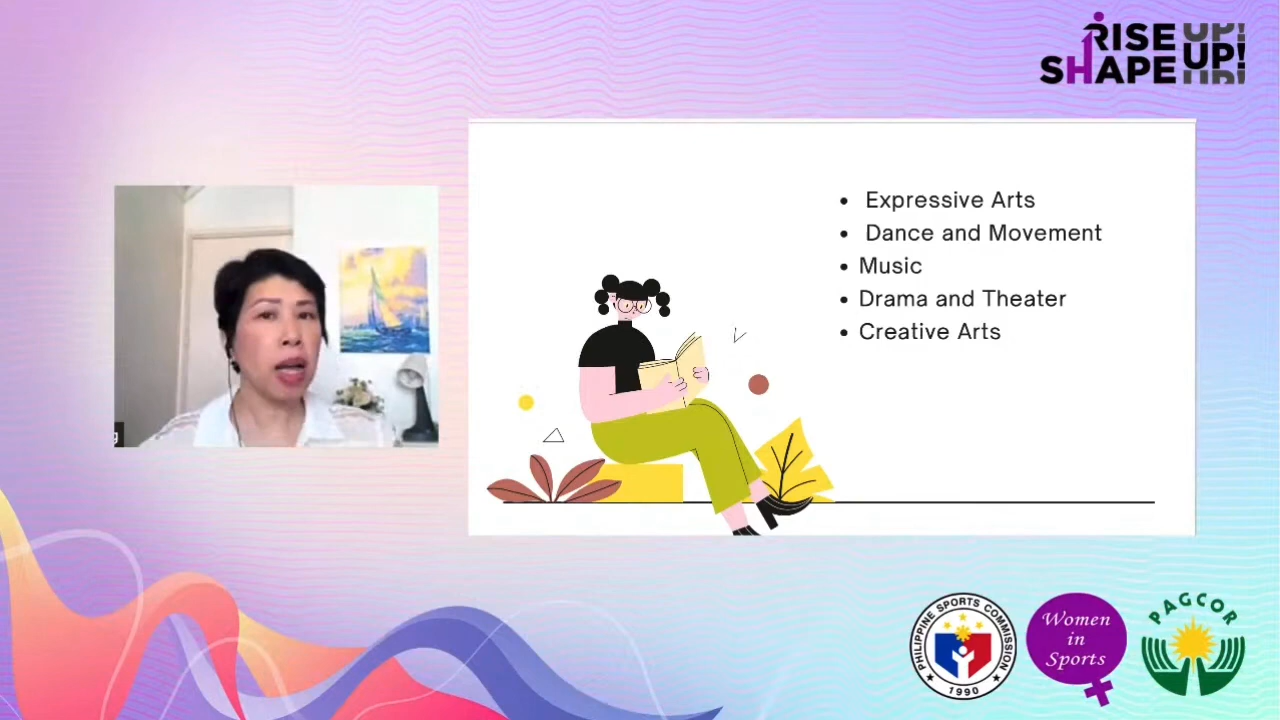 RISE UP!
SHAPE UP!
UP!
• Expressive Arts
• Dance and Movement
• Music
• Drama and Theater
• Creative Arts
g
PHILIPPINE SPORTS COMMISSION
1990
Women
in
Sports
PAGCOR